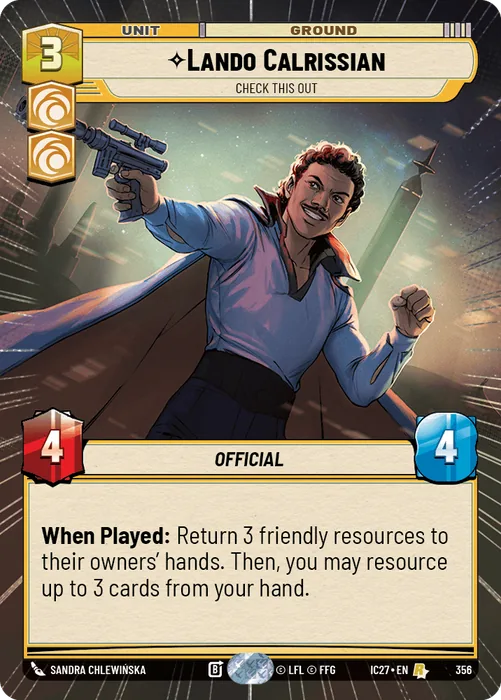 UNIT
GROUND
3
LANDO CALRISSIAN
CHECK THIS OUT
4
OFFICIAL
4
When Played: Return 3 friendly resources to
their owners' hands. Then, you may resource
up to 3 cards from your hand.
SANDRA CHLEWIŃSKA
B
© LFL © FFG
IC27•EN
R
356